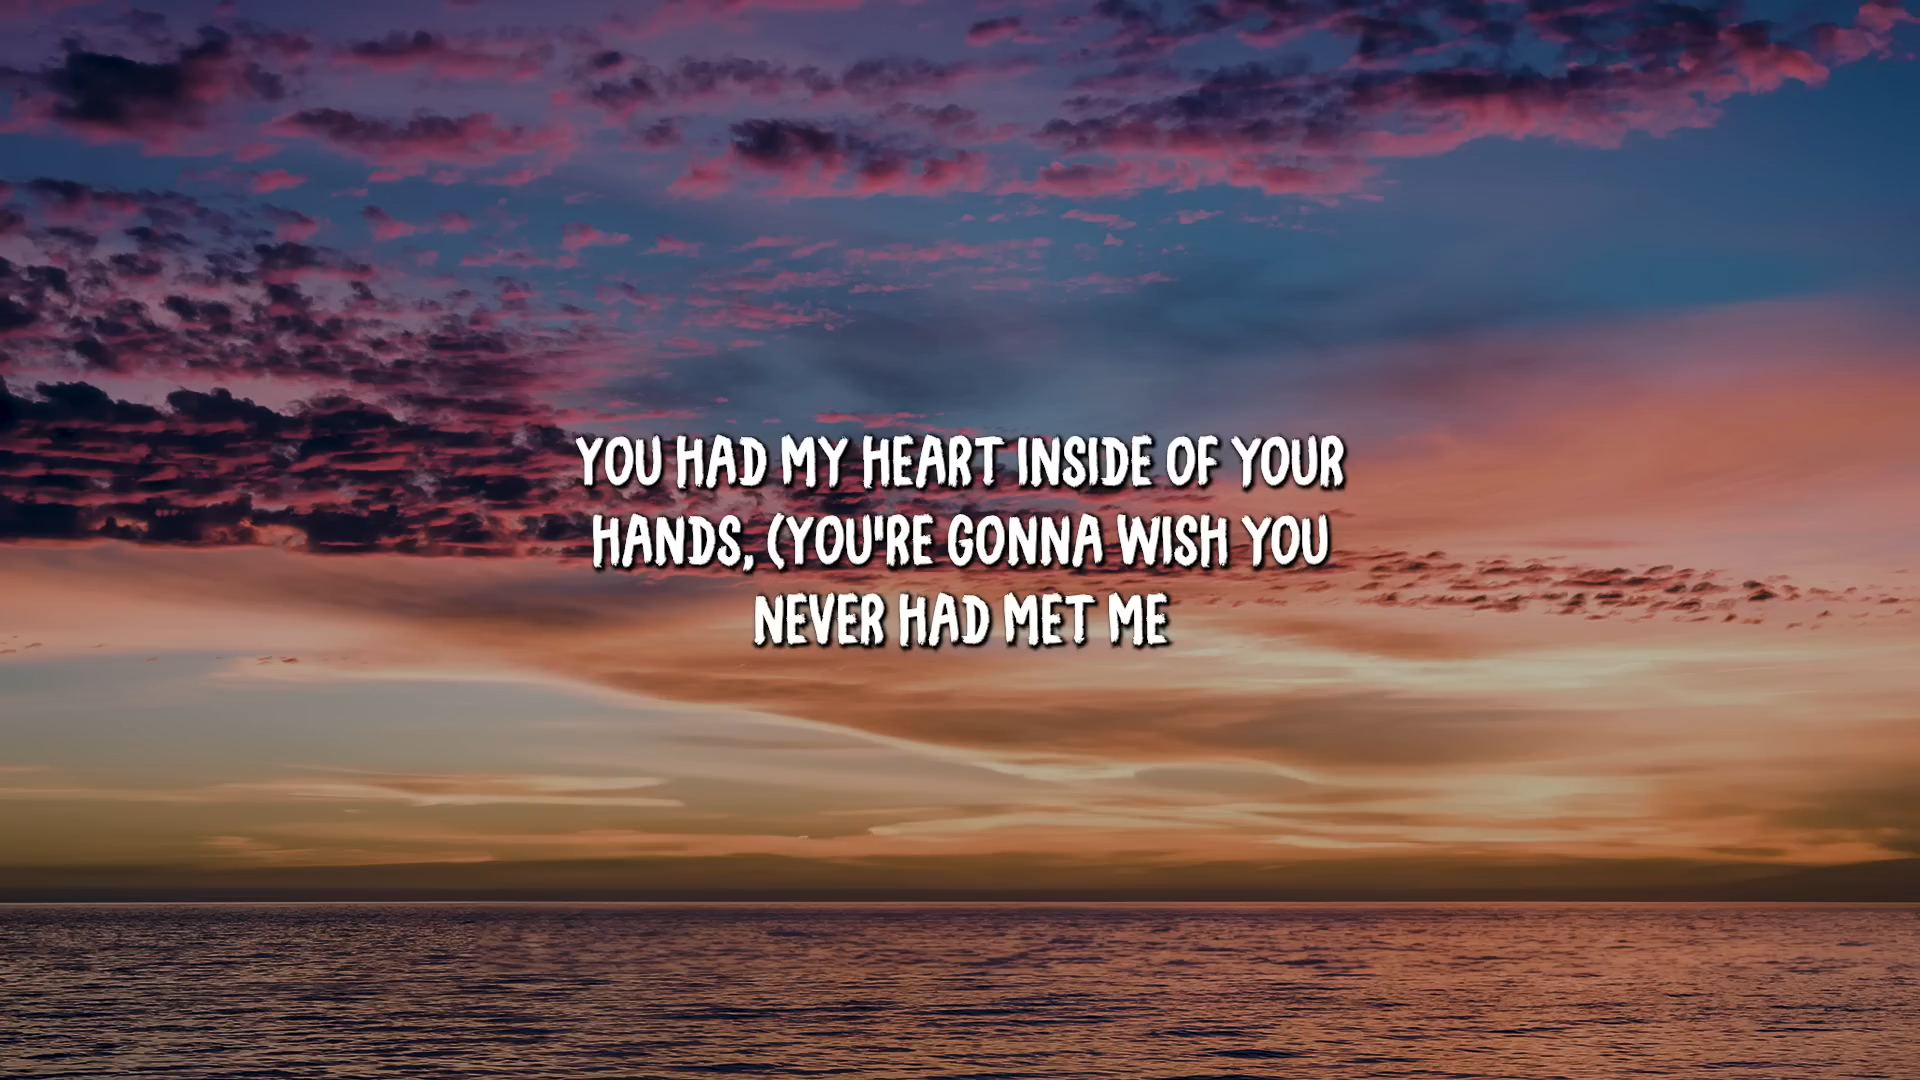 YOU HAD MY HEART INSIDE OF YOUR
HANDS, (YOU'RE GONNA WISH YOU
NEVER HAD MET ME